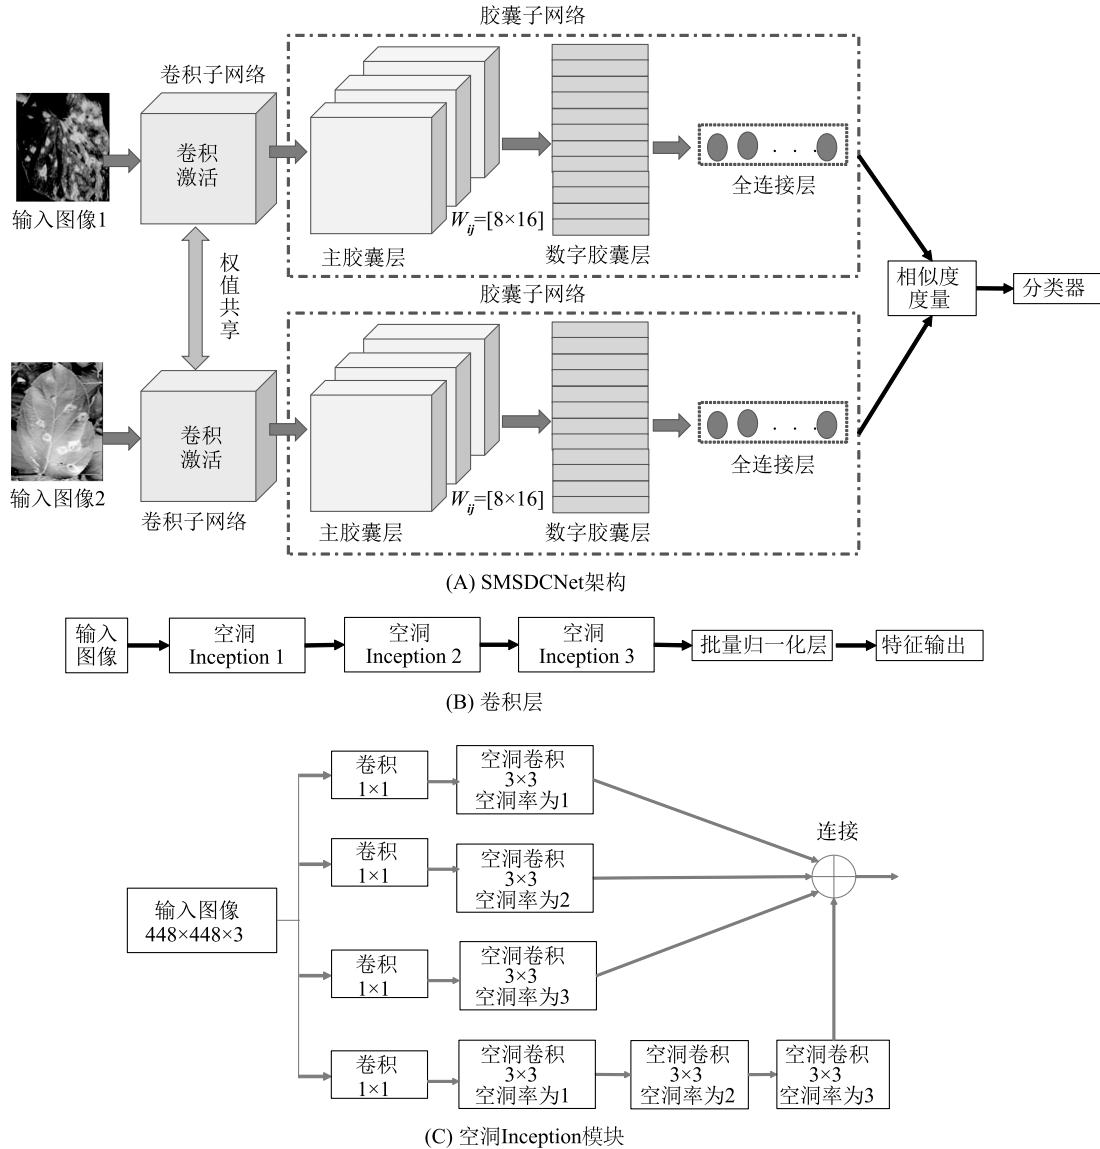 胶囊子网络
卷积子网络
卷积
激活
输入图像1
W_ij=[8×16]
主胶囊层
数字胶囊层
全连接层
权
值
共
享
相似度
度量
分类器
胶囊子网络
卷积
激活
输入图像2
卷积子网络
W_ij=[8×16]
主胶囊层
数字胶囊层
全连接层
(A) SMSDCNet架构
输入
图像
空洞
Inception 1
空洞
Inception 2
空洞
Inception 3
批量归一化层
特征输出
(B) 卷积层
卷积
1×1
空洞卷积
3×3
空洞率为1
卷积
1×1
空洞卷积
3×3
空洞率为2
连接
输入图像
448×448×3
卷积
1×1
空洞卷积
3×3
空洞率为3
卷积
1×1
空洞卷积
3×3
空洞率为1
空洞卷积
3×3
空洞率为2
空洞卷积
3×3
空洞率为3
(C) 空洞Inception模块